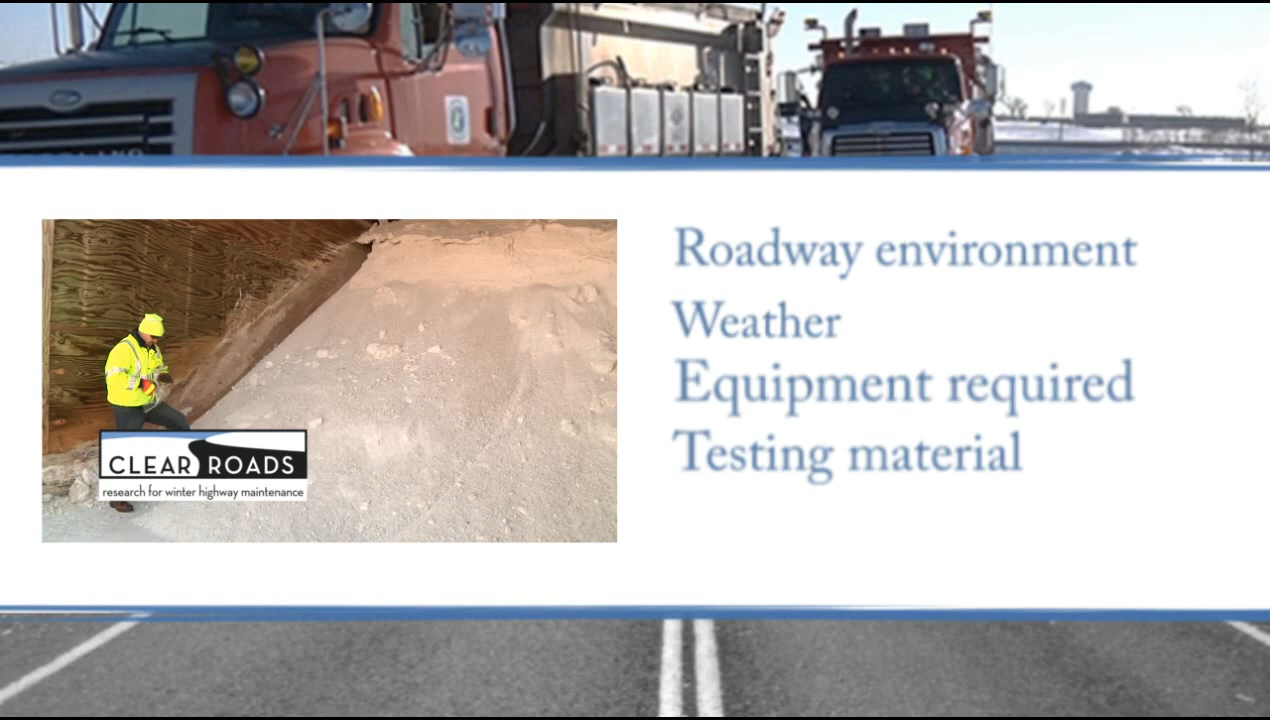 Roadway environment
Weather
Equipment required
Testing material
CLEAR ROADS
research for winter highway maintenance